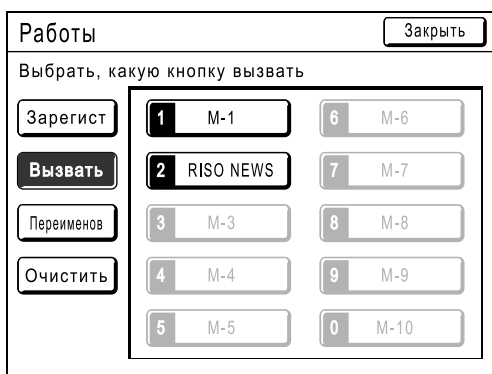 Работы
Закрыть
Выбрать, какую кнопку вызвать
Зарегист
Вызвать
Переименов
Очистить
1 M-1
2 RISO NEWS
3 M-3
4 M-4
5 M-5
6 M-6
7 M-7
8 M-8
9 M-9
0 M-10